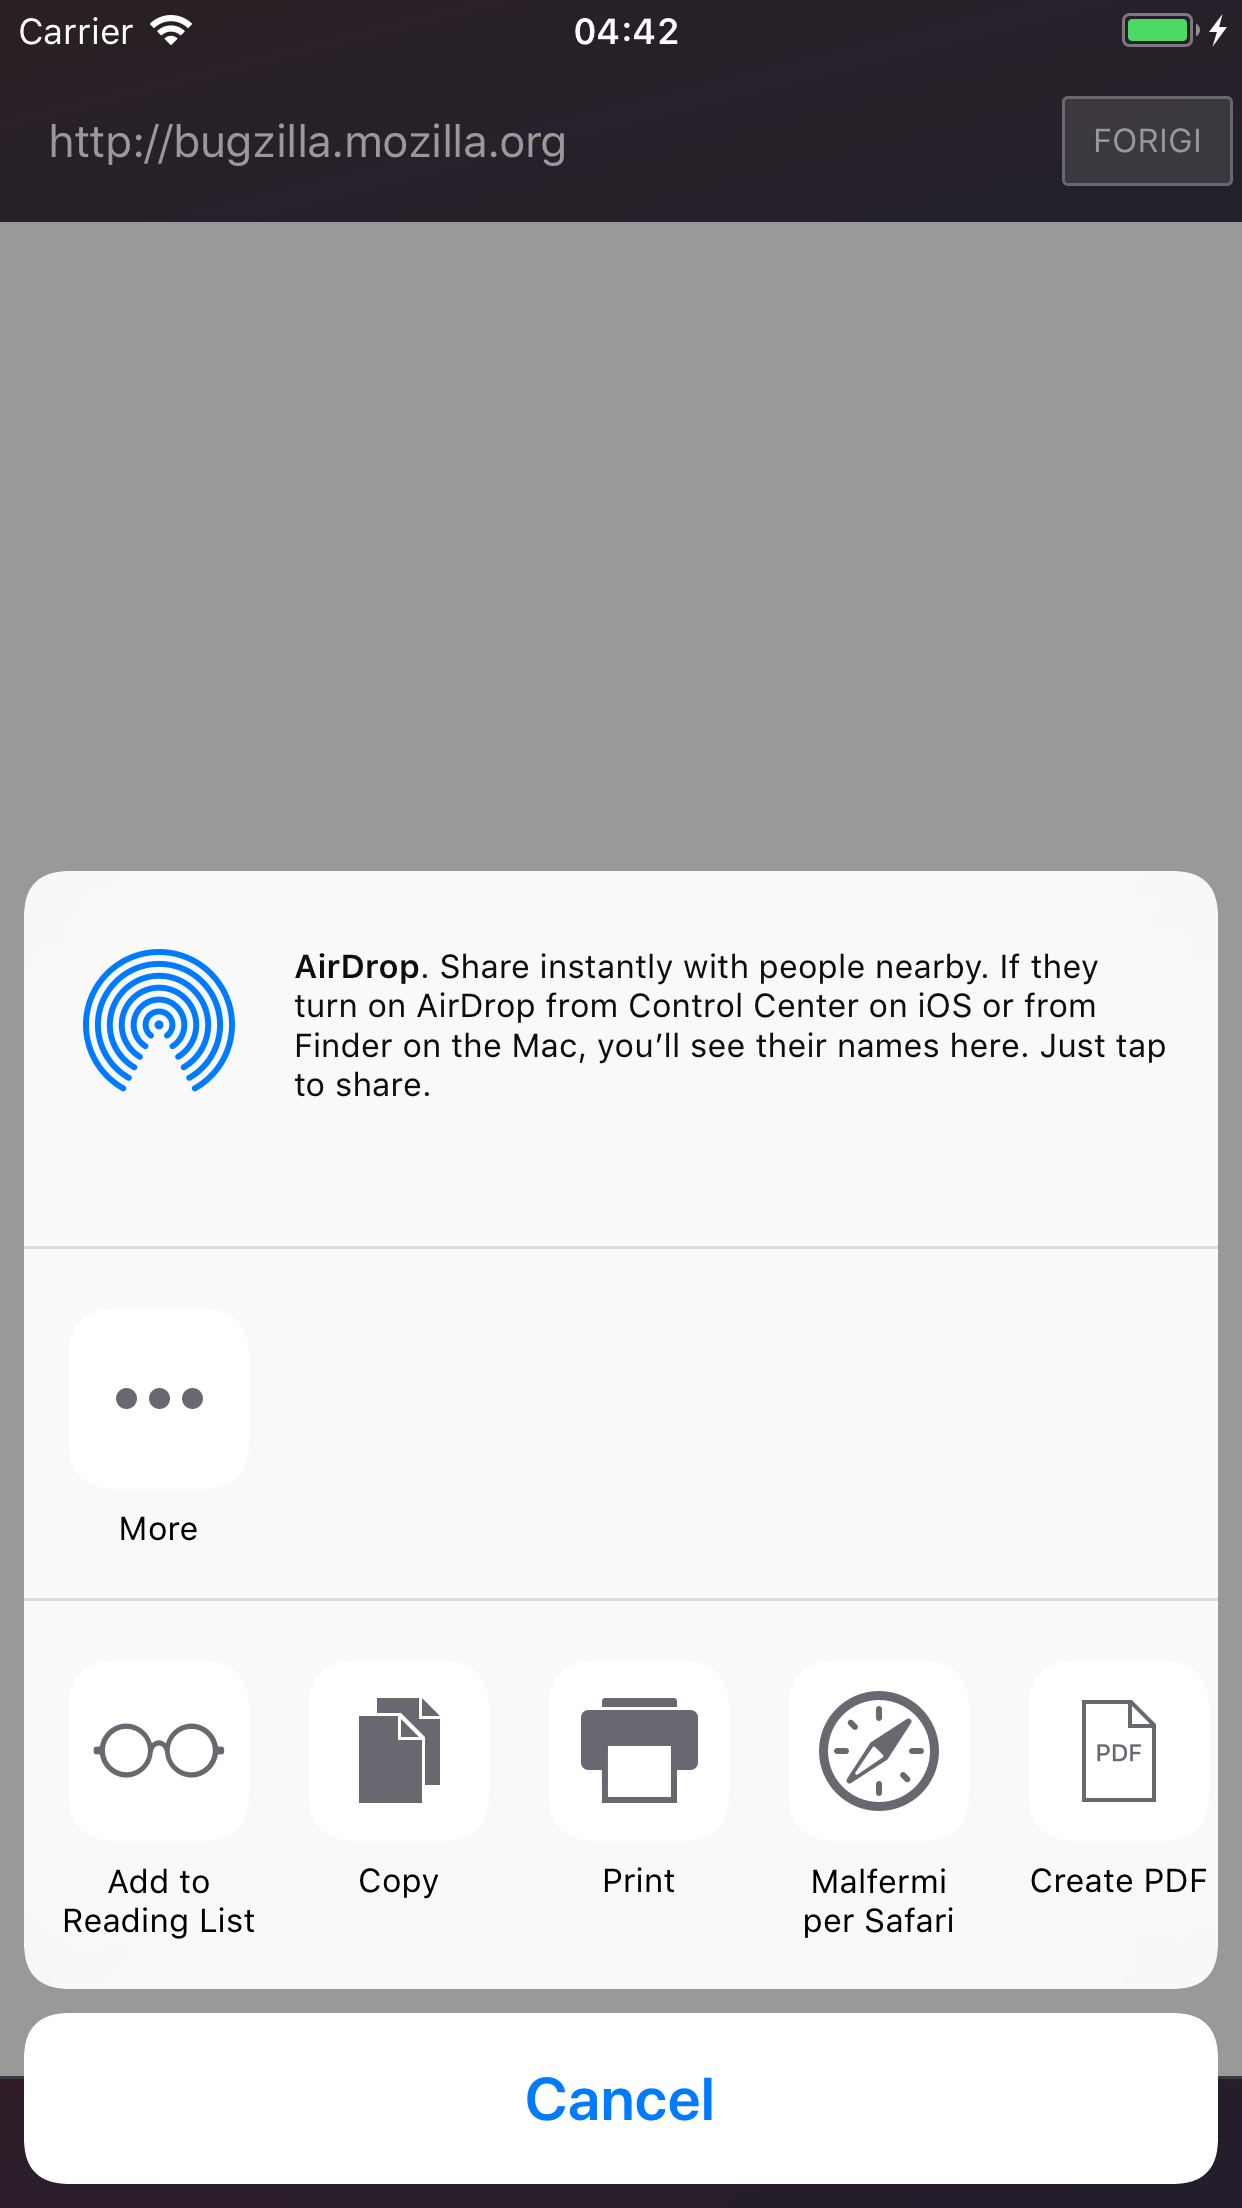 Carrier 04:42
http://bugzilla.mozilla.org FORIGI
AirDrop. Share instantly with people nearby. If they
turn on AirDrop from Control Center on iOS or from
Finder on the Mac, you’ll see their names here. Just tap
to share.
More
Add to
Reading List
Copy
Print
Malfermi
per Safari
PDF
Create PDF
Cancel